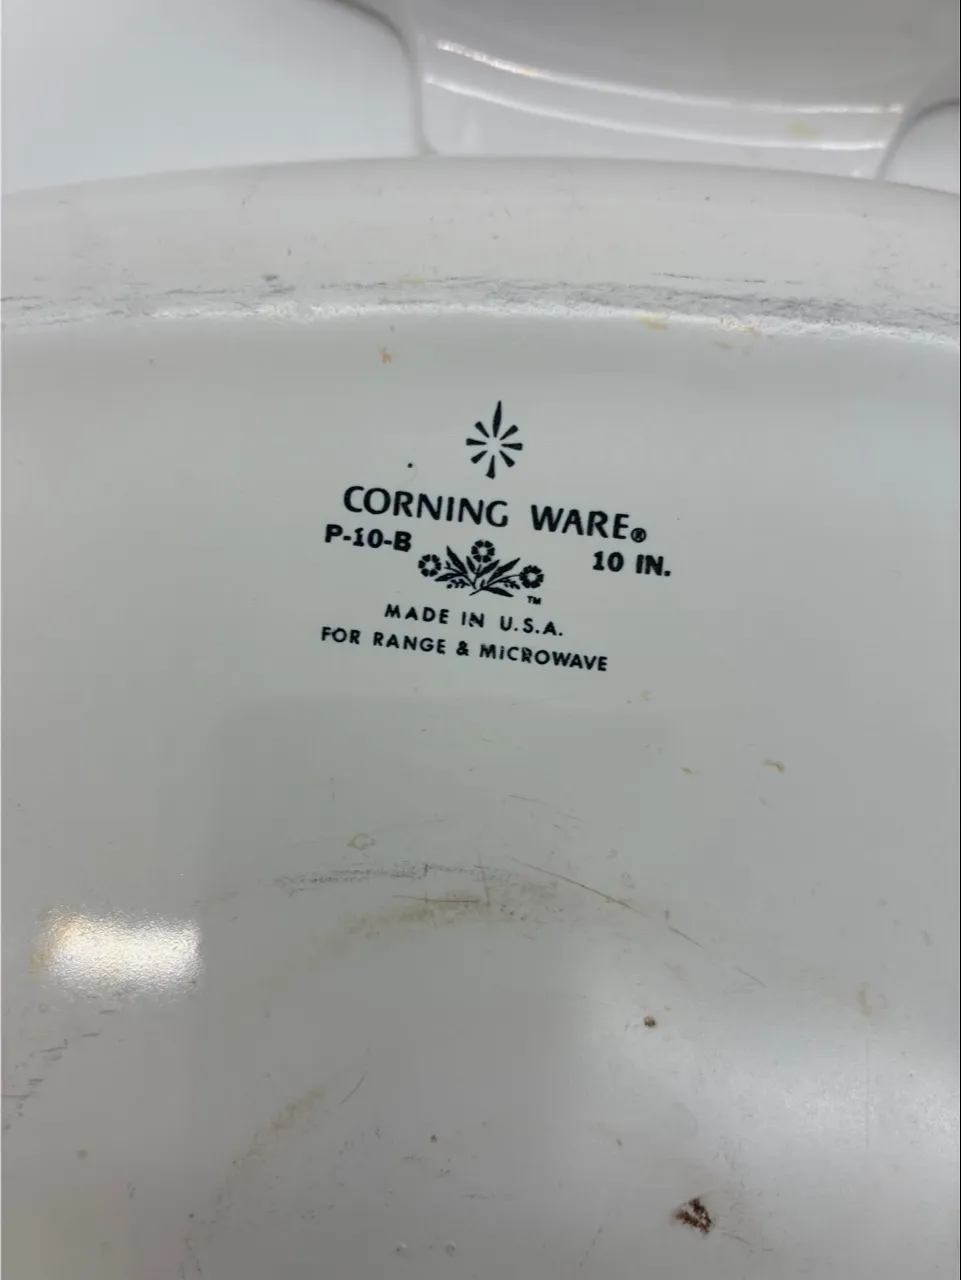 CORNING WARE®
P-10-B 10 IN.
TM
MADE IN U.S.A.
FOR RANGE & MICROWAVE